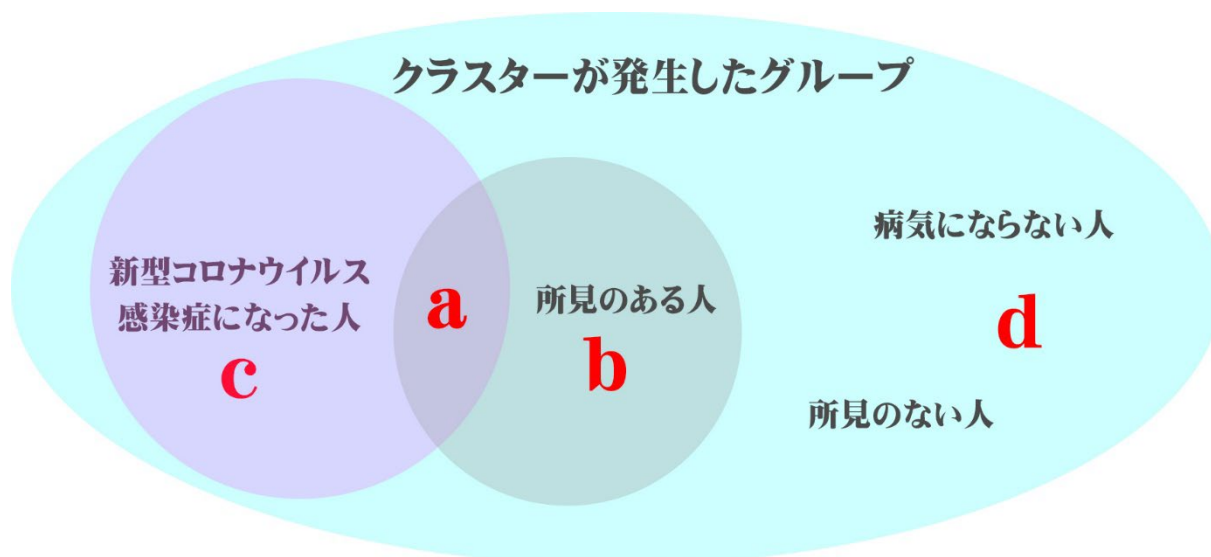 クラスターが発生したグループ
新型コロナウイルス
感染症になった人
c
a
所見のある人
b
病気にならない人
d
所見のない人